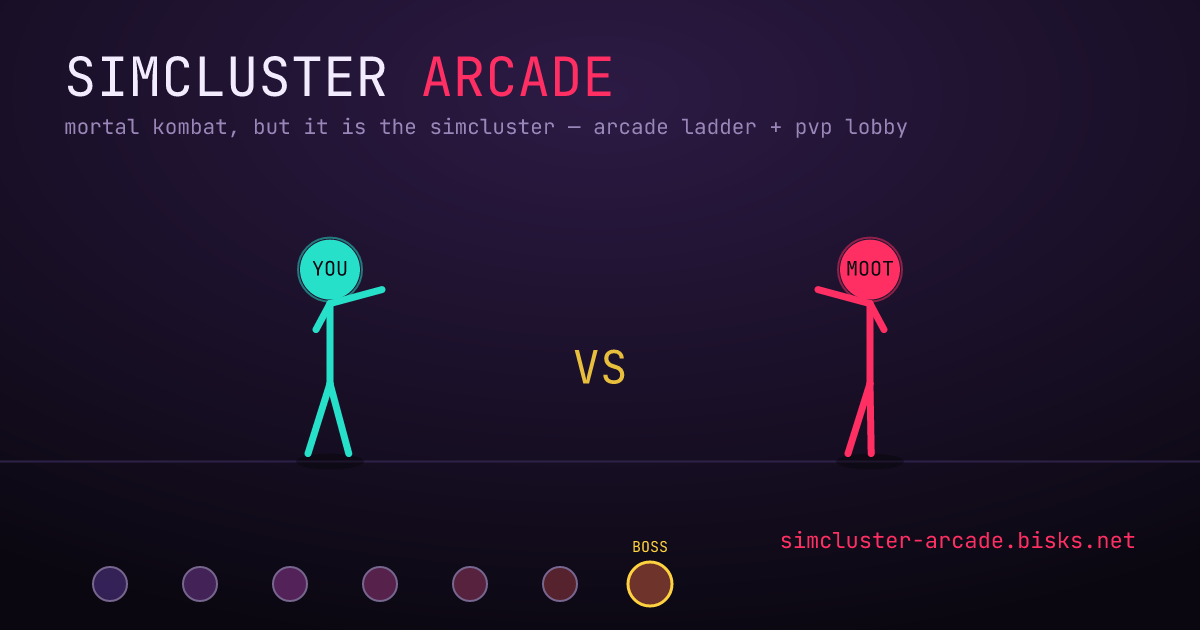 SIMCLUSTER ARCADE
mortal kombat, but it is the simcluster — arcade ladder + pvp lobby
YOU
MOOT
VS
simcluster-arcade.bisks.net
BOSS